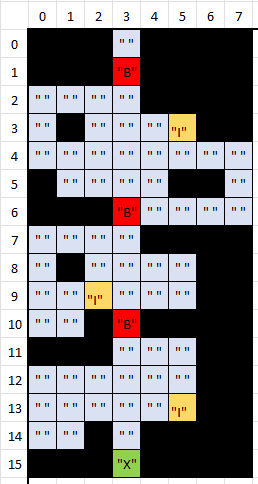 0 1 2 3 4 5 6 7
0 " "
1 "B"
2 " " " " " " " "
3 " " " " " " " " "I"
4 " " " " " " " " " " " " " " " "
5 " " " " " " " " " "
6 "B" " " " " " " " "
7 " " " " " " " "
8 " " " " " " " " " "
9 " " " " "I" " " " " " "
10 " " " " "B"
11 " " " " " "
12 " " " " " " " " " " " "
13 " " " " " " " " " " "I"
14 " " " " " "
15 "X"